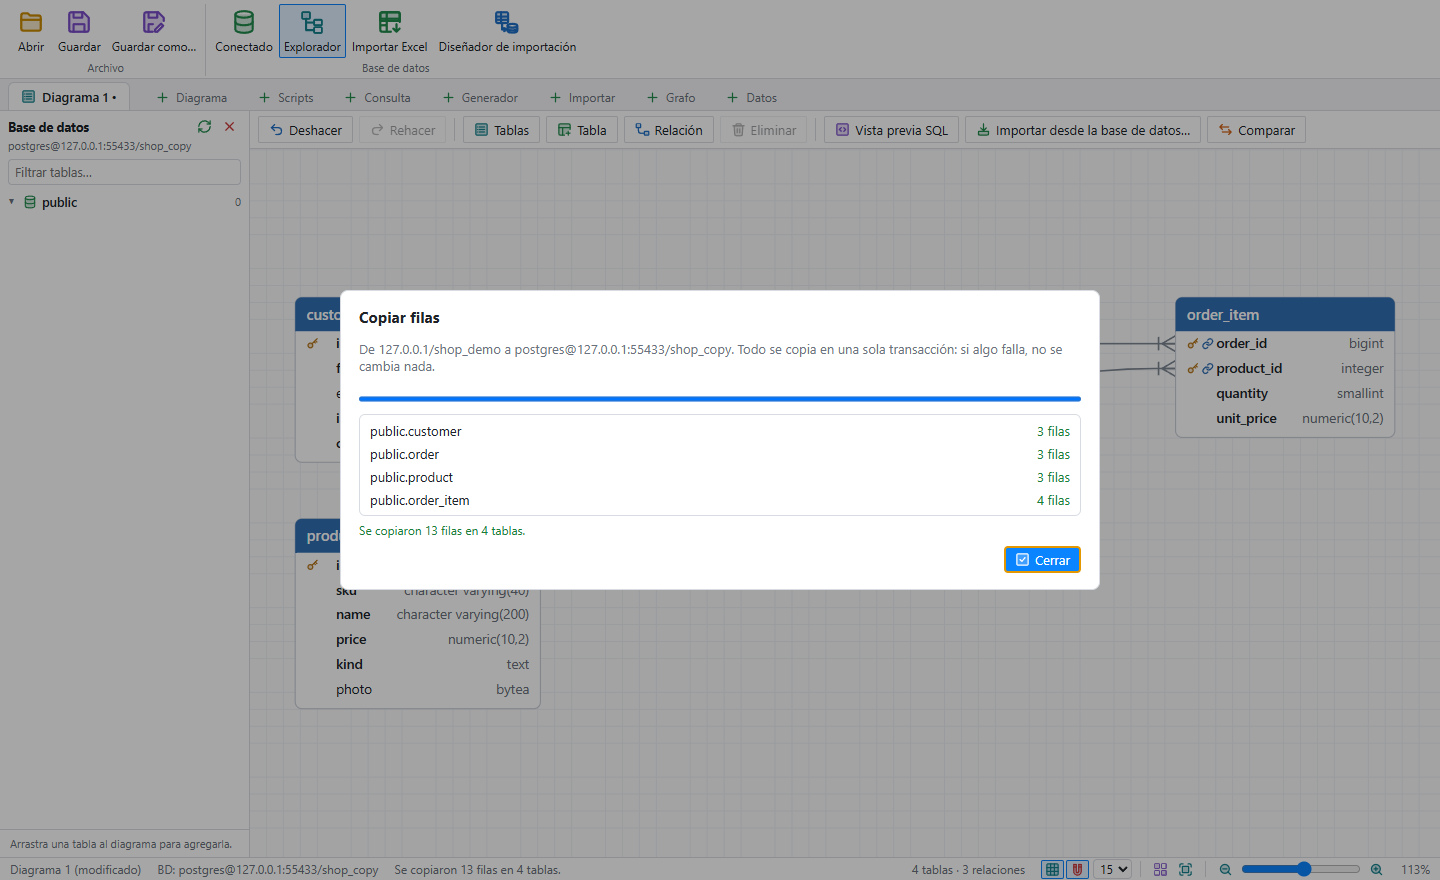 Abrir
Guardar
Guardar como...
Archivo
Conectado
Explorador
Importar Excel
Diseñador de importación
Base de datos
Diagrama 1 •
Diagrama
Scripts
Consulta
Generador
Importar
Grafo
Datos
Base de datos
postgres@127.0.0.1:55433/shop_copy
Filtrar tablas...
public 0
Deshacer
Rehacer
Tablas
Tabla
Relación
Eliminar
Vista previa SQL
Importar desde la base de datos...
Comparar
order_item
order_id bigint
product_id integer
quantity smallint
unit_price numeric(10,2)
Copiar filas
De 127.0.0.1/shop_demo a postgres@127.0.0.1:55433/shop_copy. Todo se copia en una sola transacción: si algo falla, no se
cambia nada.
public.customer 3 filas
public.order 3 filas
public.product 3 filas
public.order_item 4 filas
Se copiaron 13 filas en 4 tablas.
Cerrar
sku character varying(40)
name character varying(200)
price numeric(10,2)
kind text
photo bytea
Arrastra una tabla al diagrama para agregarla.
Diagrama 1 (modificado)
BD: postgres@127.0.0.1:55433/shop_copy
Se copiaron 13 filas en 4 tablas.
4 tablas · 3 relaciones
15
113%